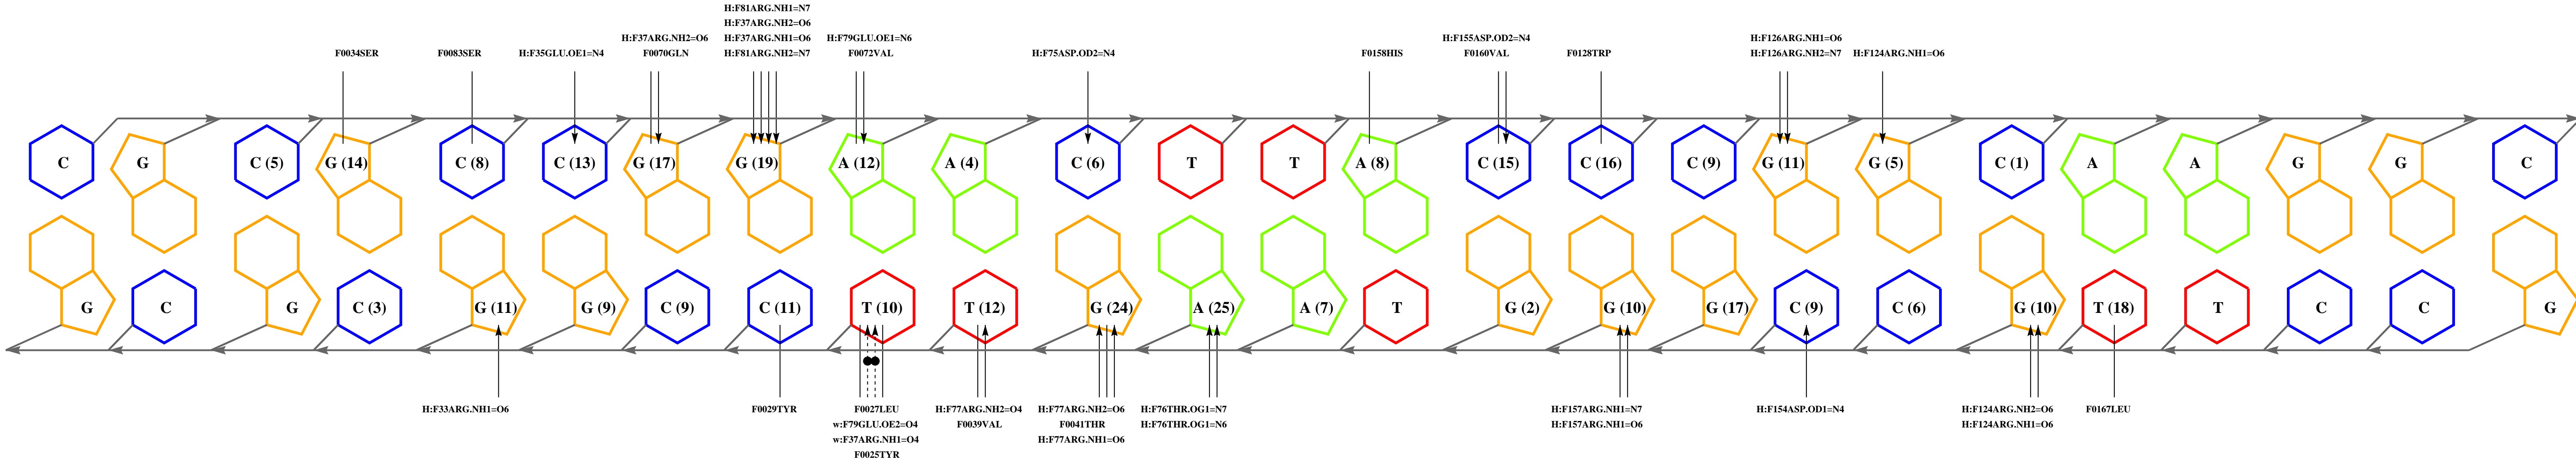 H:F81ARG.NH1=N7
H:F37ARG.NH2=O6
H:F37ARG.NH2=O6 H:F37ARG.NH1=O6 H:F79GLU.OE1=N6 H:F155ASP.OD2=N4 H:F126ARG.NH1=O6
F0034SER F0083SER H:F35GLU.OE1=N4 F0070GLN H:F81ARG.NH2=N7 F0072VAL H:F75ASP.OD2=N4 F0158HIS F0160VAL F0128TRP H:F126ARG.NH2=N7 H:F124ARG.NH1=O6
C G C (5) G (14) C (8) C (13) G (17) G (19) A (12) A (4) C (6) T T A (8) C (15) C (16) C (9) G (11) G (5) C (1) A A G G C
G C G C (3) G (11) G (9) C (9) C (11) T (10) T (12) G (24) A (25) A (7) T G (2) G (10) G (17) C (9) C (6) G (10) T (18) T C C G
H:F33ARG.NH1=O6 F0029TYR F0027LEU H:F77ARG.NH2=O4 H:F77ARG.NH2=O6 H:F76THR.OG1=N7 H:F157ARG.NH1=N7 H:F154ASP.OD1=N4 H:F124ARG.NH2=O6 F0167LEU
w:F79GLU.OE2=O4 F0039VAL F0041THR H:F76THR.OG1=N6 H:F157ARG.NH1=O6 H:F124ARG.NH1=O6
w:F37ARG.NH1=O4 H:F77ARG.NH1=O6
F0025TYR